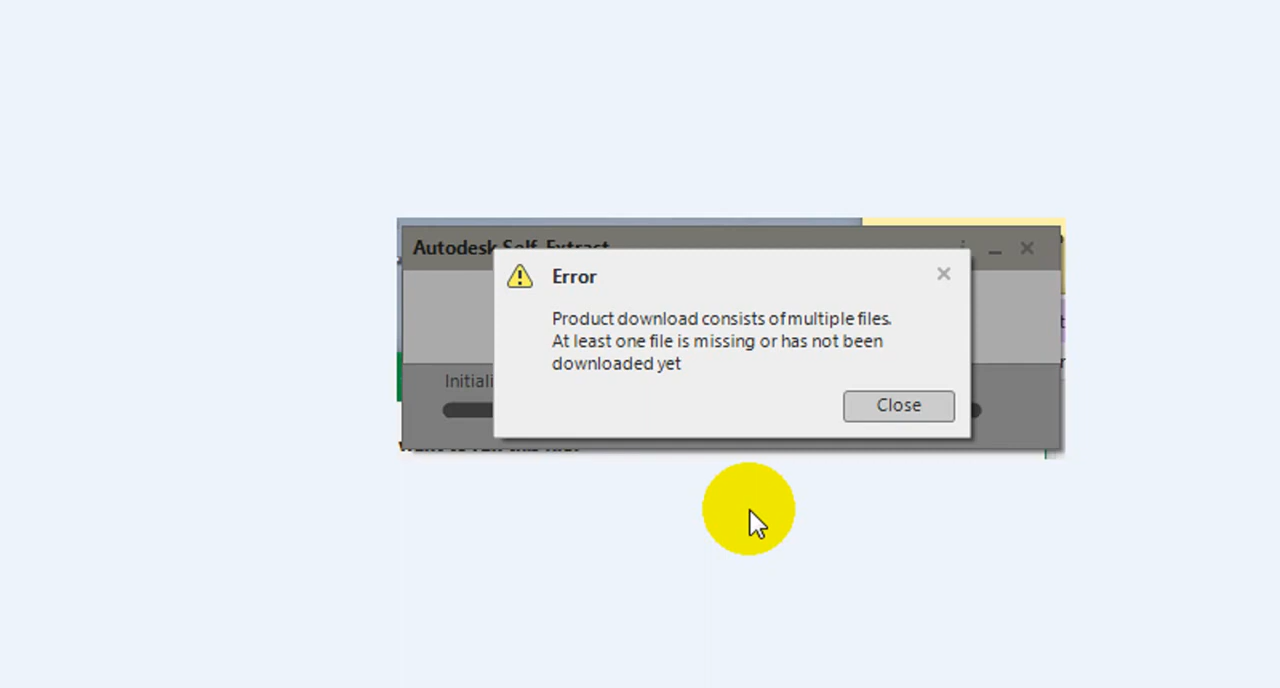 Autodesk Self-Extract
Error
Product download consists of multiple files.
At least one file is missing or has not been
downloaded yet
Initiali
Close